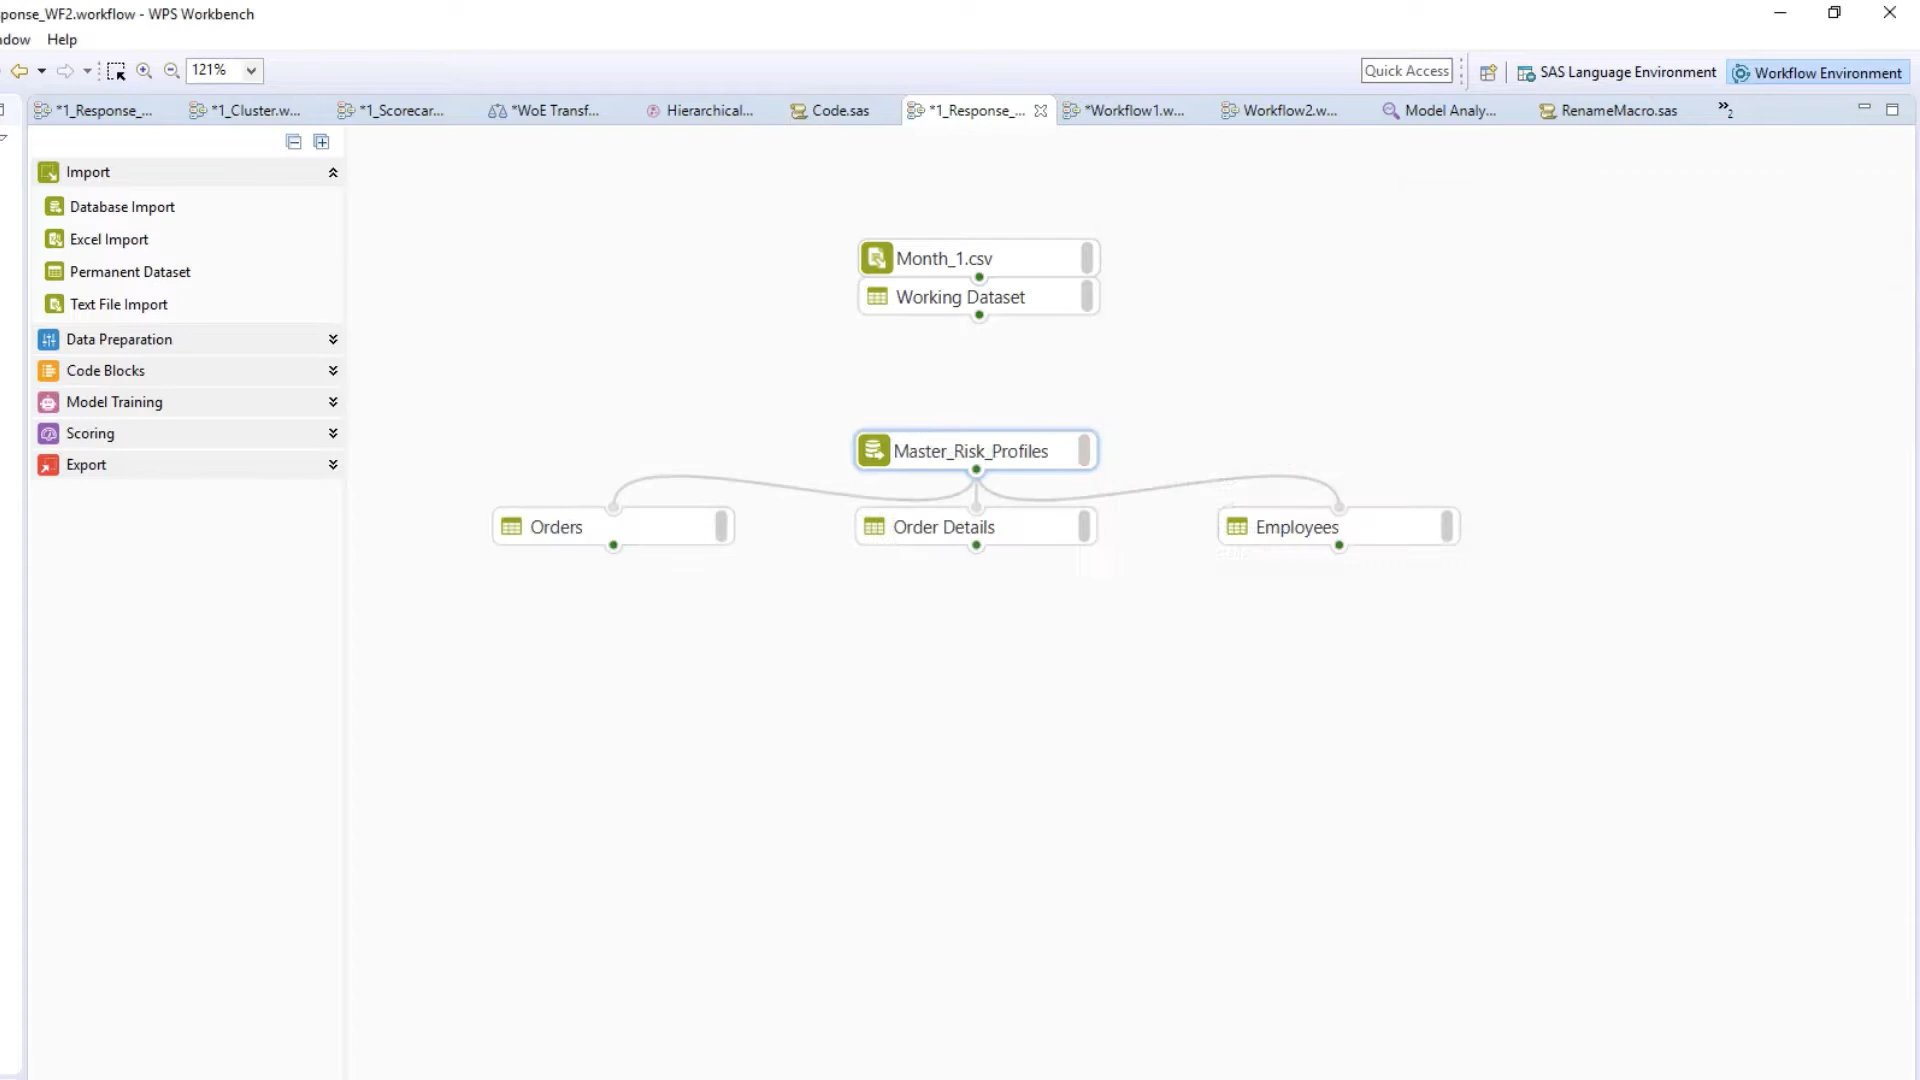 ponse_WF2.workflow - WPS Workbench
ndow Help
121%
Quick Access
SAS Language Environment
Workflow Environment
*1_Response_...
*1_Cluster.w...
*1_Scorecar...
*WoE Transf...
Hierarchical...
Code.sas
*1_Response_...
*Workflow1.w...
Workflow2.w...
Model Analy...
RenameMacro.sas
»2
Import
Database Import
Excel Import
Permanent Dataset
Text File Import
Data Preparation
Code Blocks
Model Training
Scoring
Export
Month_1.csv
Working Dataset
Master_Risk_Profiles
Orders
Order Details
Employees